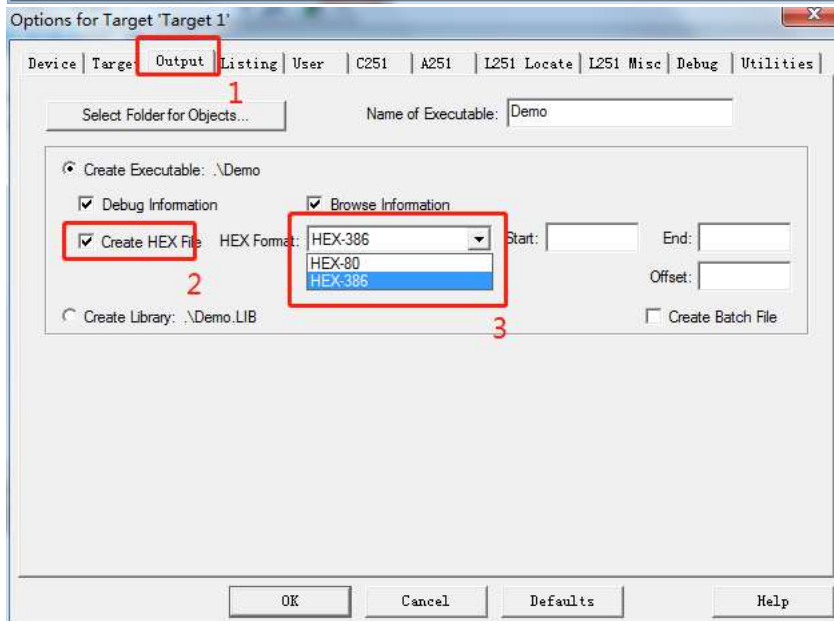 Options for Target 'Target 1'
Device Target Output Listing User C251 A251 L251 Locate L251 Misc Debug Utilities
1
Select Folder for Objects... Name of Executable: Demo
Create Executable: .\Demo
Debug Information Browse Information
Create HEX File HEX Format: HEX-386 Start: End:
HEX-80
HEX-386 Offset:
2
Create Library: .\Demo.LIB Create Batch File
3
OK Cancel Defaults Help